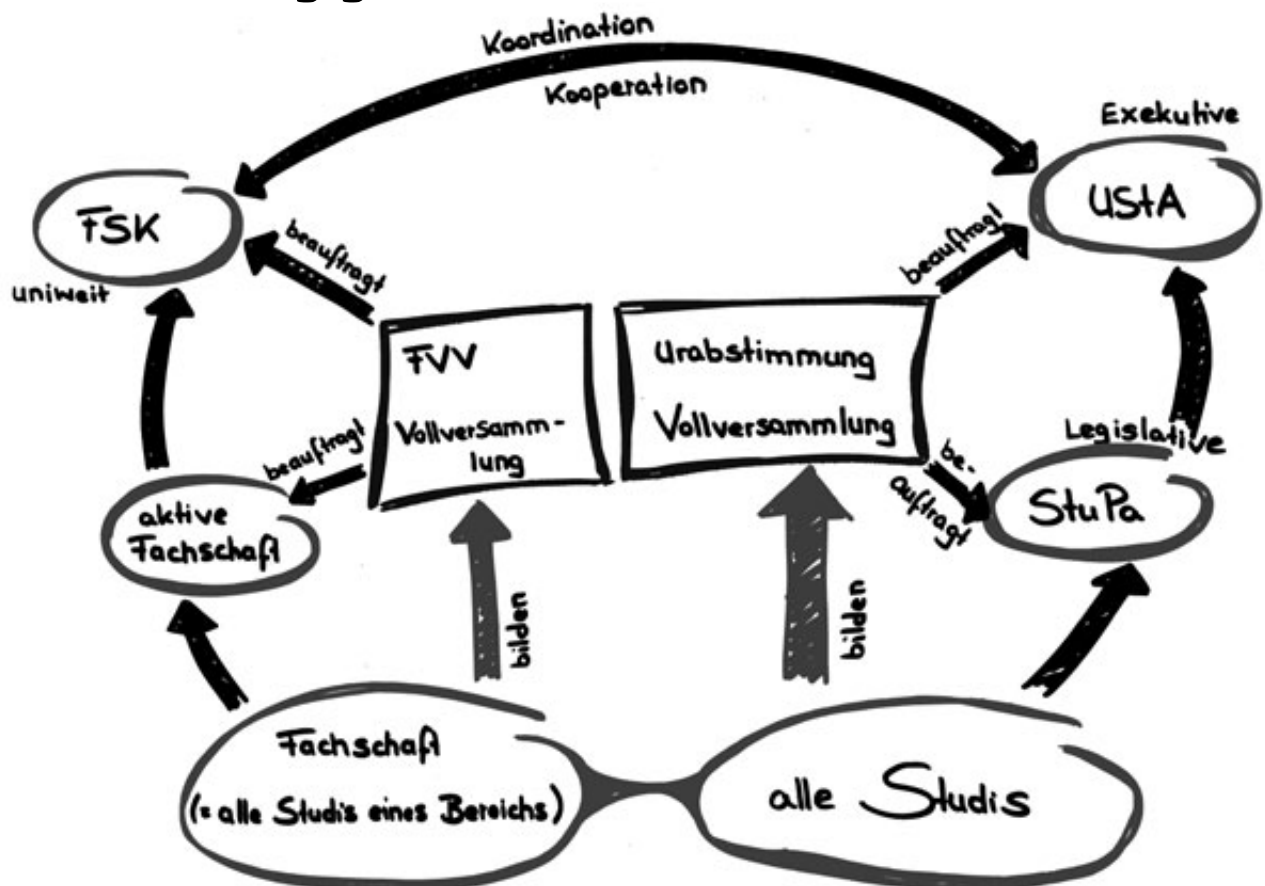 Koordination
Kooperation
Exekutive
FSK
UStA
uniweit
beauftragt
beauftragt
FVV
Vollversamm-
lung
Urabstimmung
Vollversammlung
beauftragt
be-
auftragt
Legislative
StuPa
aktive
Fachschaft
bilden
bilden
Fachschaft
(= alle Studis eines Bereichs)
alle Studis